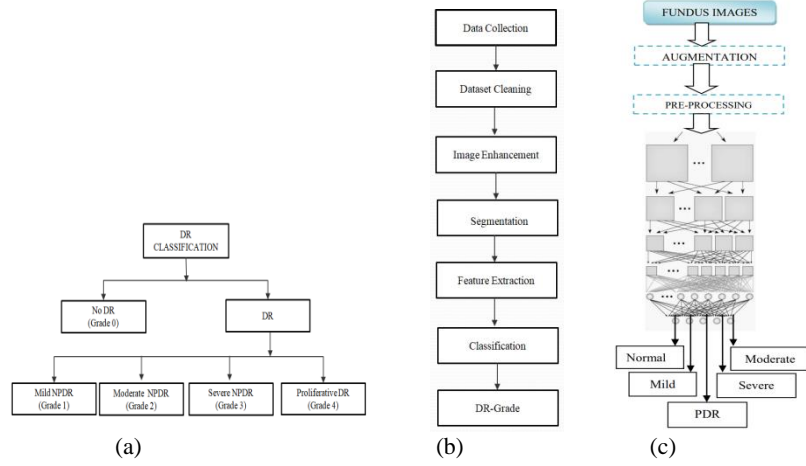 DR
CLASSIFICATION
No DR
(Grade 0)
DR
Mild NPDR
(Grade 1)
Moderate NPDR
(Grade 2)
Severe NPDR
(Grade 3)
Proliferative DR
(Grade 4)
(a)
Data Collection
Dataset Cleaning
Image Enhancement
Segmentation
Feature Extraction
Classification
DR-Grade
(b)
FUNDUS IMAGES
AUGMENTATION
PRE-PROCESSING
Normal
Moderate
Mild
Severe
PDR
(c)